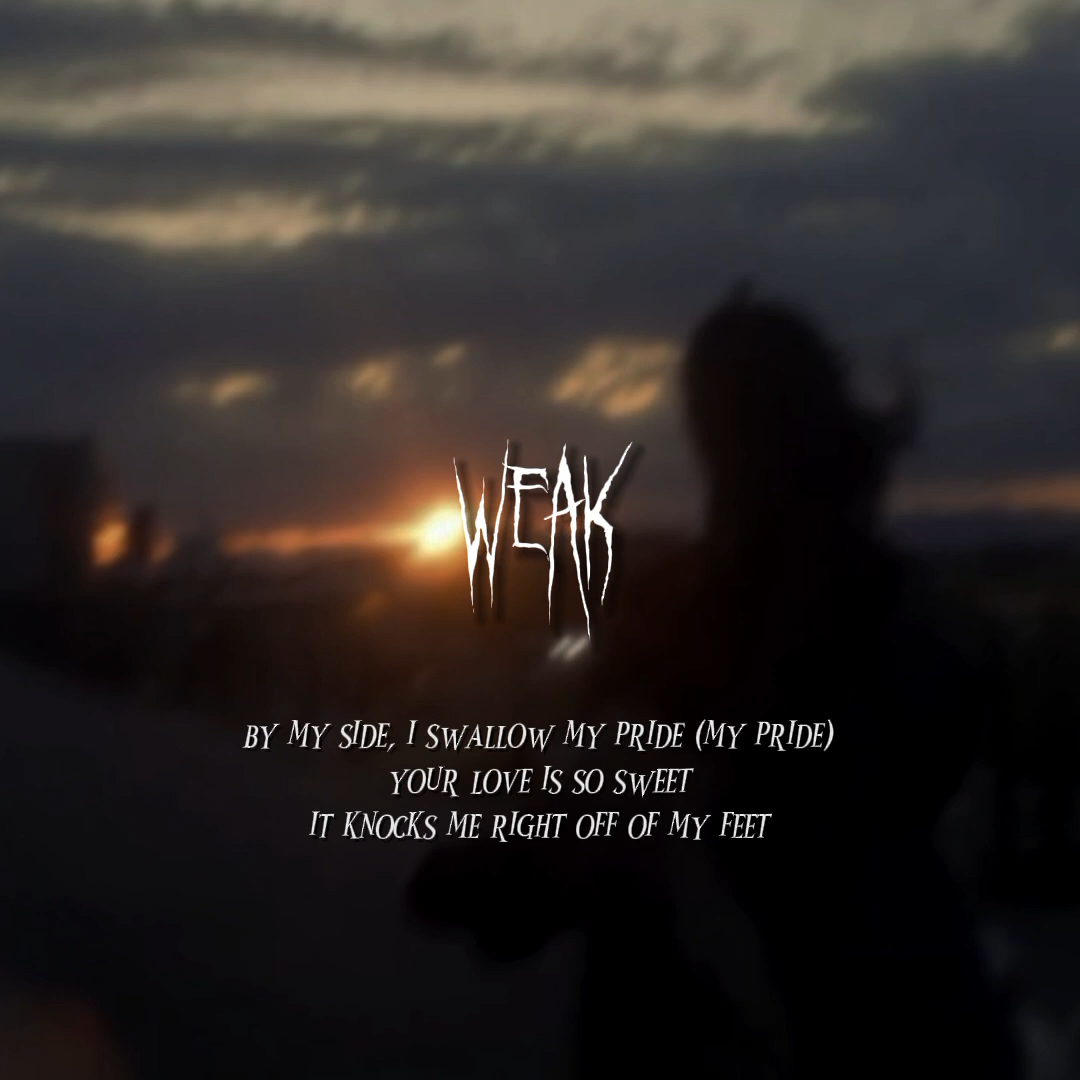 WEAK
BY MY SIDE, I SWALLOW MY PRIDE (MY PRIDE)
YOUR LOVE IS SO SWEET
IT KNOCKS ME RIGHT OFF OF MY FEET